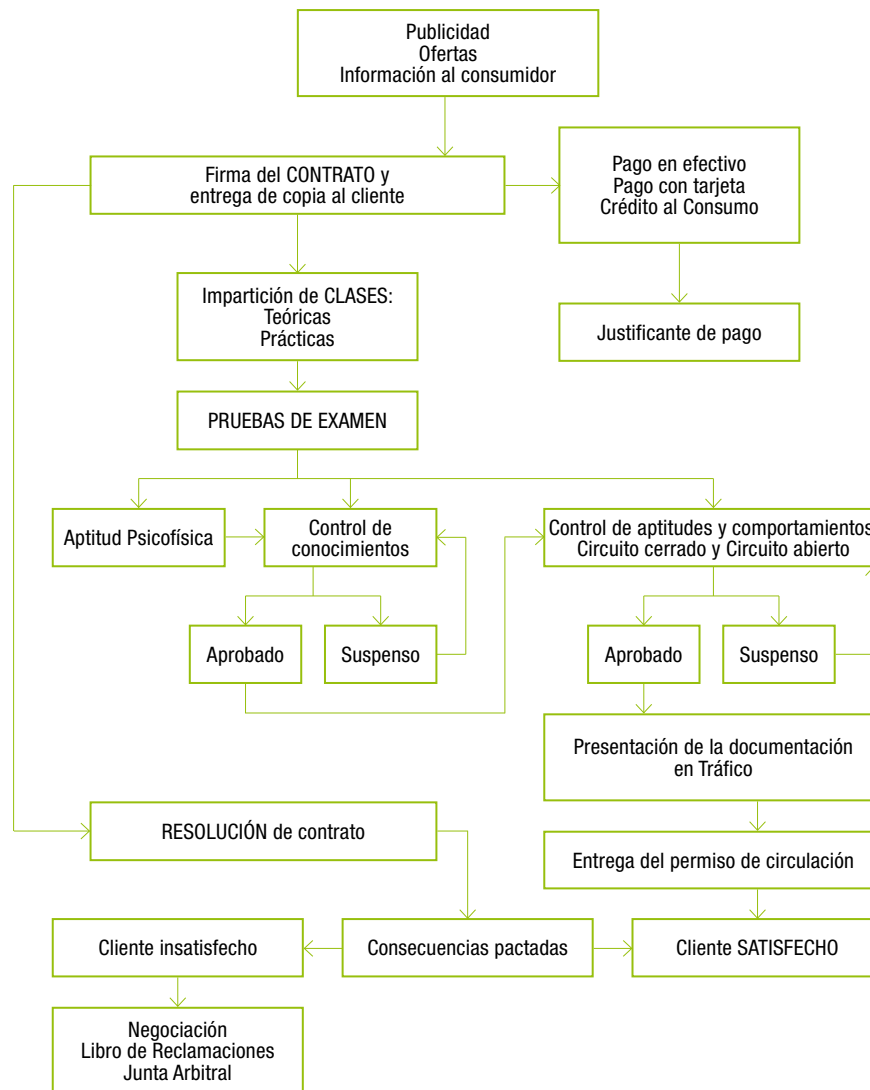 Publicidad
Ofertas
Información al consumidor
Firma del CONTRATO y
entrega de copia al cliente
Pago en efectivo
Pago con tarjeta
Crédito al Consumo
Impartición de CLASES:
Teóricas
Prácticas
Justificante de pago
PRUEBAS DE EXAMEN
Aptitud Psicofísica
Control de
conocimientos
Control de aptitudes y comportamientos
Circuito cerrado y Circuito abierto
Aprobado
Suspenso
Aprobado
Suspenso
Presentación de la documentación
en Tráfico
RESOLUCIÓN de contrato
Entrega del permiso de circulación
Cliente insatisfecho
Consecuencias pactadas
Cliente SATISFECHO
Negociación
Libro de Reclamaciones
Junta Arbitral